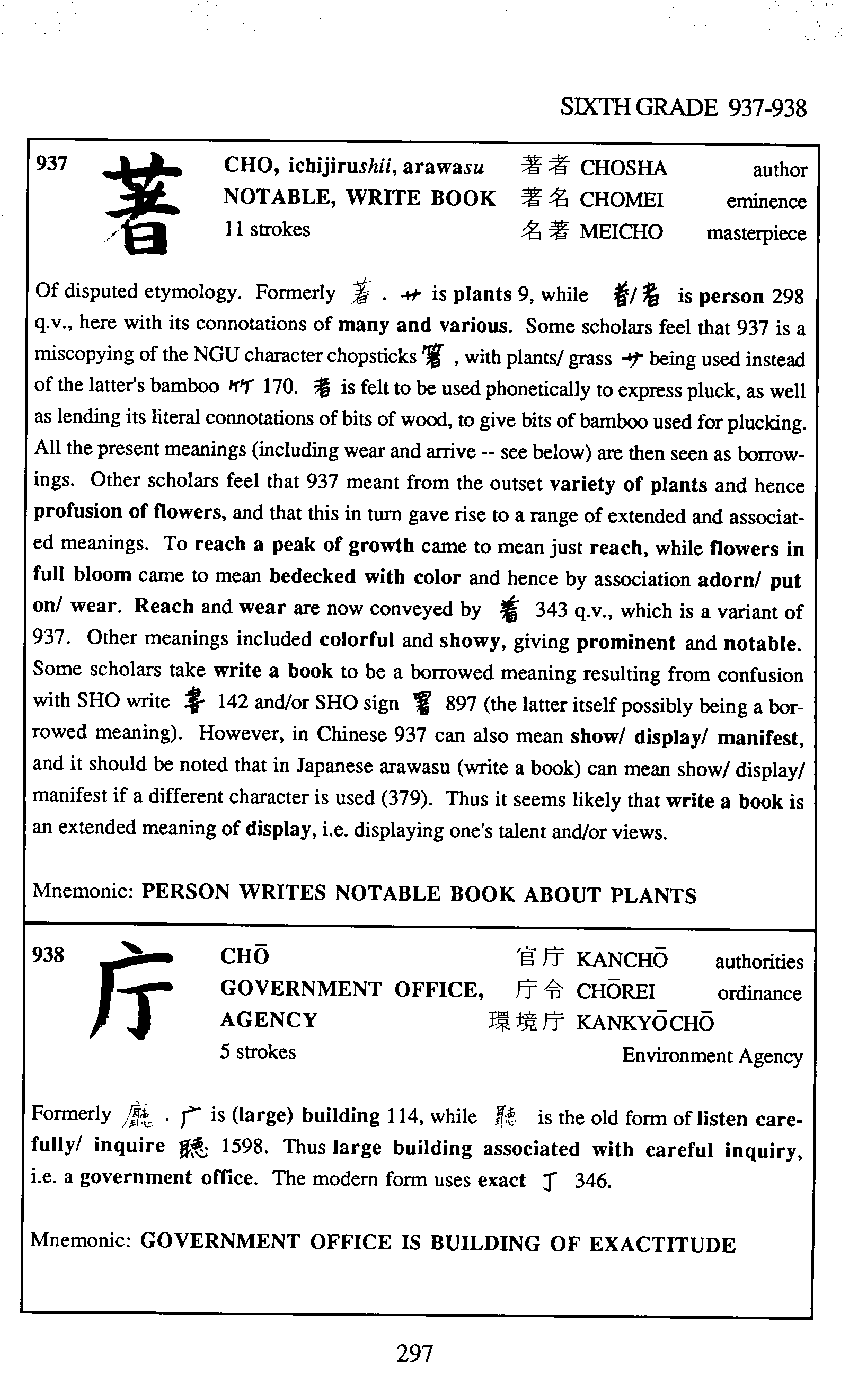 SIXTH GRADE 937-938
937 著 CHO, ichijirushii, arawasu 著者 CHOSHA author
NOTABLE, WRITE BOOK 著名 CHOMEI eminence
11 strokes 名著 MEICHO masterpiece
Of disputed etymology. Formerly 著. 艹 is plants 9, while 者/者 is person 298
q.v., here with its connotations of many and various. Some scholars feel that 937 is a
miscopying of the NGU character chopsticks 箸, with plants/ grass 艹 being used instead
of the latter's bamboo 竹 170. 者 is felt to be used phonetically to express pluck, as well
as lending its literal connotations of bits of wood, to give bits of bamboo used for plucking.
All the present meanings (including wear and arrive -- see below) are then seen as borrow-
ings. Other scholars feel that 937 meant from the outset variety of plants and hence
profusion of flowers, and that this in turn gave rise to a range of extended and associat-
ed meanings. To reach a peak of growth came to mean just reach, while flowers in
full bloom came to mean bedecked with color and hence by association adorn/ put
on/ wear. Reach and wear are now conveyed by 着 343 q.v., which is a variant of
937. Other meanings included colorful and showy, giving prominent and notable.
Some scholars take write a book to be a borrowed meaning resulting from confusion
with SHO write 書 142 and/or SHO sign 署 897 (the latter itself possibly being a bor-
rowed meaning). However, in Chinese 937 can also mean show/ display/ manifest,
and it should be noted that in Japanese arawasu (write a book) can mean show/ display/
manifest if a different character is used (379). Thus it seems likely that write a book is
an extended meaning of display, i.e. displaying one's talent and/or views.
Mnemonic: PERSON WRITES NOTABLE BOOK ABOUT PLANTS
938 庁 CHŌ 官庁 KANCHŌ authorities
GOVERNMENT OFFICE, 庁令 CHŌREI ordinance
AGENCY 環境庁 KANKYŌCHŌ
5 strokes Environment Agency
Formerly 廳. 广 is (large) building 114, while 聽 is the old form of listen care-
fully/ inquire 聴 1598. Thus large building associated with careful inquiry,
i.e. a government office. The modern form uses exact 丁 346.
Mnemonic: GOVERNMENT OFFICE IS BUILDING OF EXACTITUDE
297